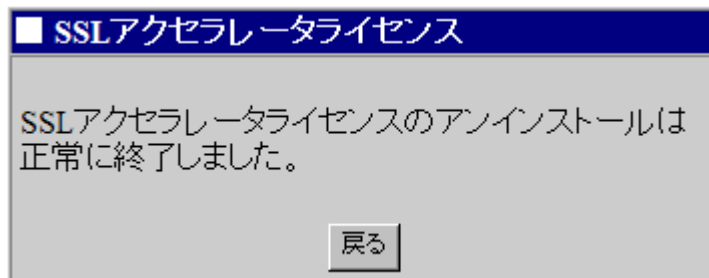 ■ SSLアクセラレータライセンス
SSLアクセラレータライセンスのアンインストールは
正常に終了しました。
戻る